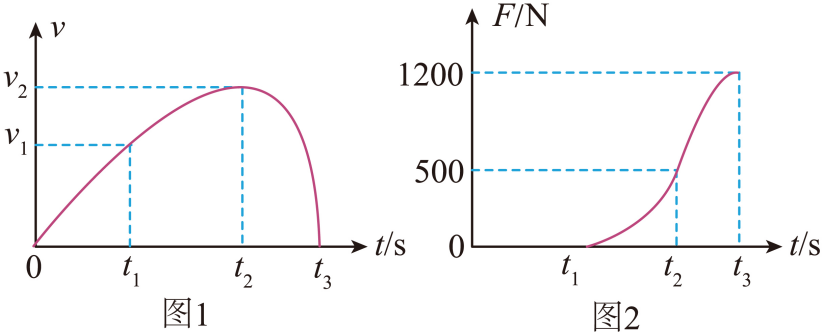 v
v₂
v₁
0
t₁
t₂
t₃
t/s
图1
F/N
1200
500
0
t₁
t₂
t₃
t/s
图2